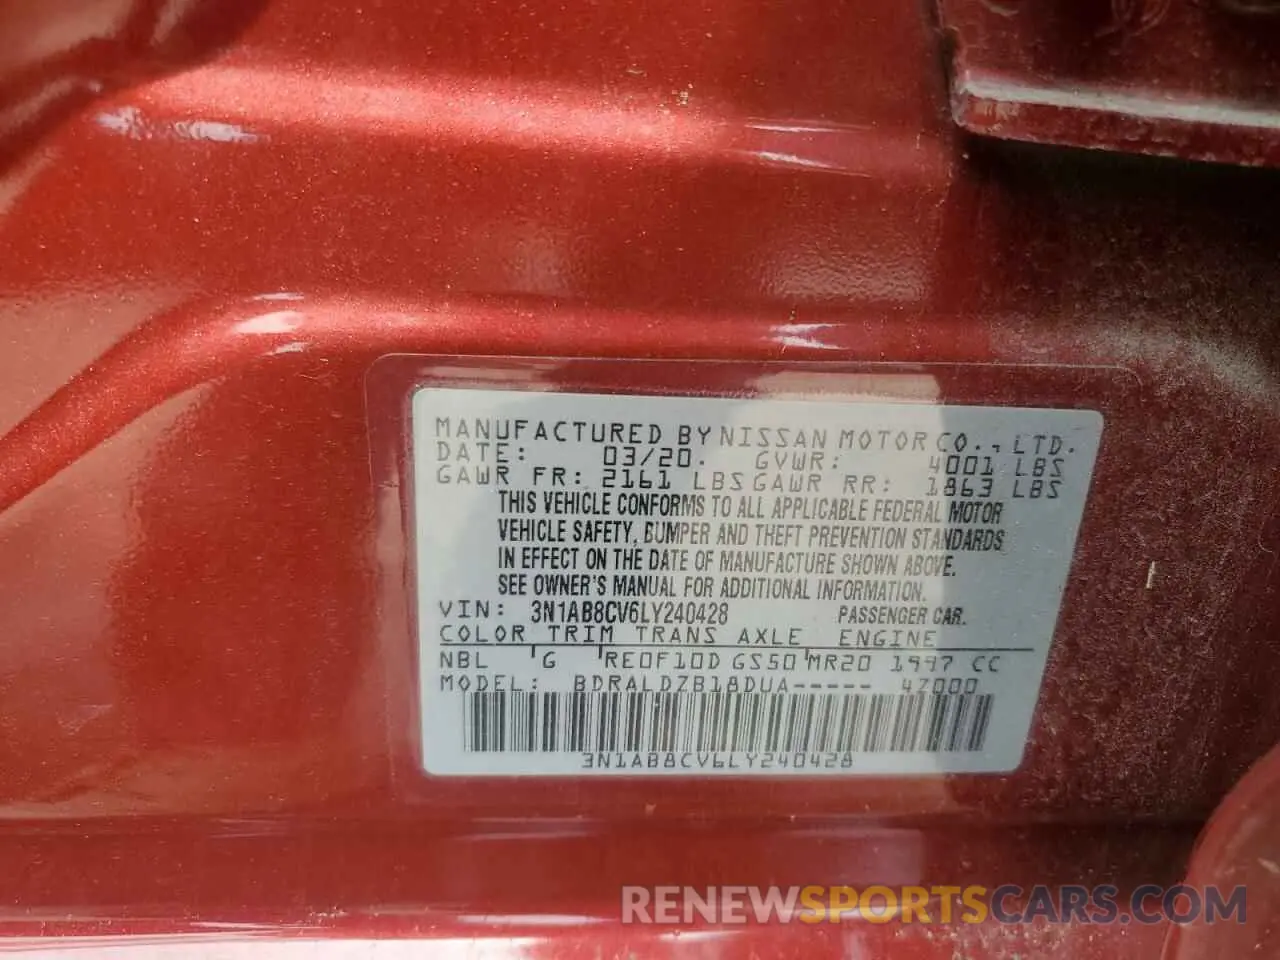 MANUFACTURED BY NISSAN MOTOR CO., LTD.
DATE: 03/20. GVWR: 4001 LBS
GAWR FR: 2161 LBS GAWR RR: 1863 LBS
THIS VEHICLE CONFORMS TO ALL APPLICABLE FEDERAL MOTOR
VEHICLE SAFETY, BUMPER AND THEFT PREVENTION STANDARDS
IN EFFECT ON THE DATE OF MANUFACTURE SHOWN ABOVE.
SEE OWNER'S MANUAL FOR ADDITIONAL INFORMATION.
VIN: 3N1AB8CV6LY240428 PASSENGER CAR.
COLOR TRIM TRANS AXLE ENGINE
NBL G RE0F10D GS50 MR20 1997 CC
MODEL: BDRALDZB18DUA----- 47000
3N1AB8CV6LY240428
RENEWSPORTSCARS.COM